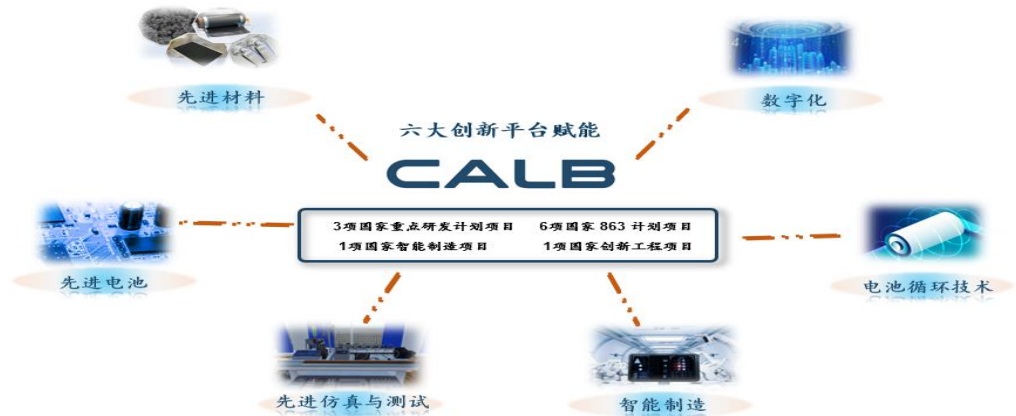 先进材料
数字化
六大创新平台赋能
CALB
3项国家重点研发计划项目 6项国家 863 计划项目
1项国家智能制造项目 1项国家创新工程项目
先进电池
电池循环技术
先进仿真与测试
智能制造